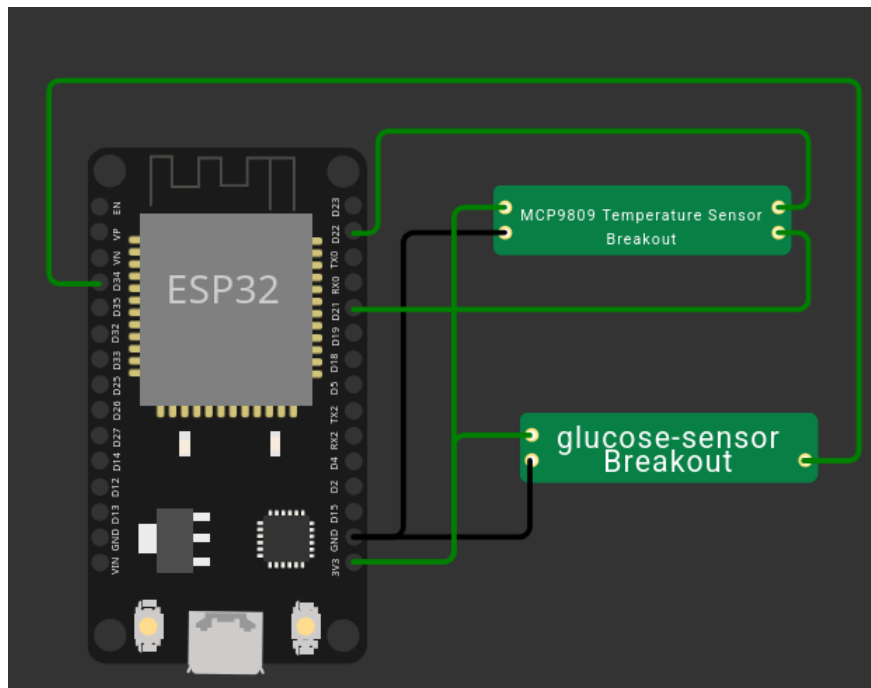 EN
VP
VN
D34
D35
D32
D33
D25
D26
D27
D14
D12
D13
GND
VIN
ESP32
D23
D22
TX0
RX0
D21
D19
D18
D5
TX2
RX2
D4
D2
D15
GND
3V3
MCP9809 Temperature Sensor
Breakout
glucose-sensor
Breakout